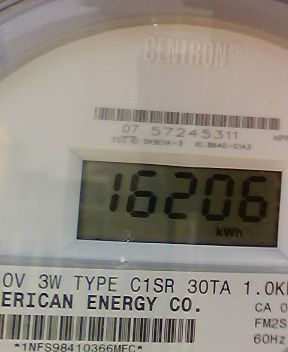 CENTRON
07 57245311
16206
kWh
0V 3W TYPE C1SR 30TA 1.0K
ERICAN ENERGY CO.
CA 0
FM2S
60Hz
*1NFS98410366MFC*